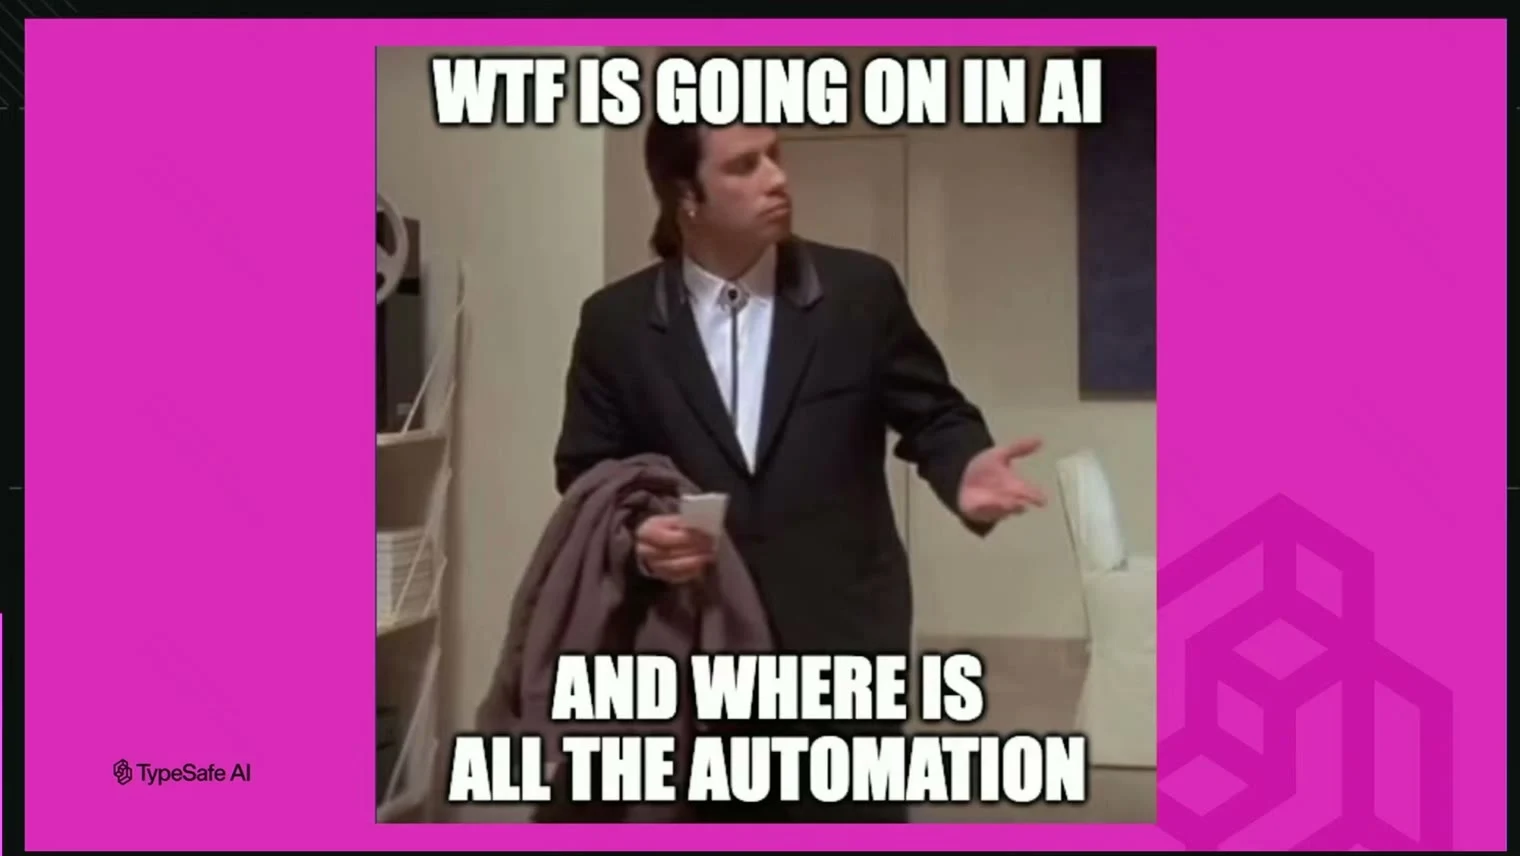 WTF IS GOING ON IN AI
AND WHERE IS
ALL THE AUTOMATION
TypeSafe AI